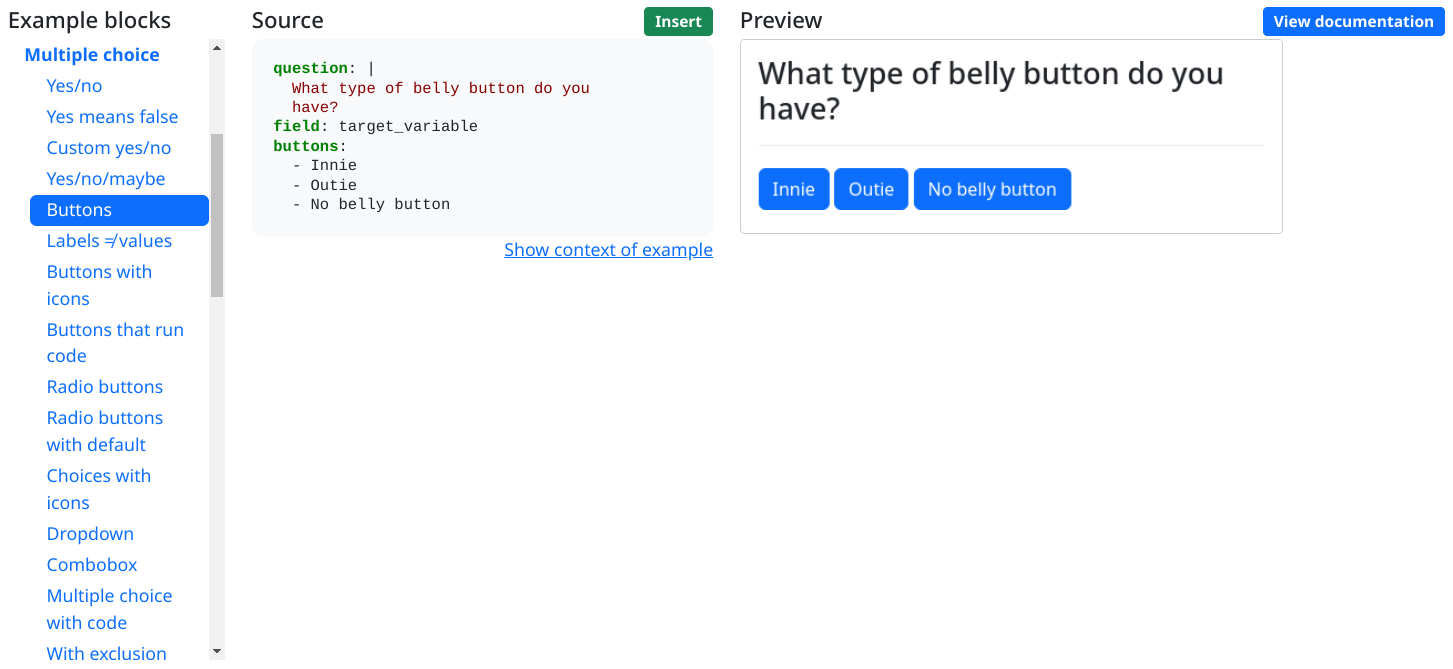 Example blocks
Multiple choice
Yes/no
Yes means false
Custom yes/no
Yes/no/maybe
Buttons
Labels ≠ values
Buttons with
icons
Buttons that run
code
Radio buttons
Radio buttons
with default
Choices with
icons
Dropdown
Combobox
Multiple choice
with code
With exclusion
Source
Insert
question: |
  What type of belly button do you
  have?
field: target_variable
buttons:
  - Innie
  - Outie
  - No belly button
Show context of example
Preview
View documentation
What type of belly button do you
have?
Innie Outie No belly button